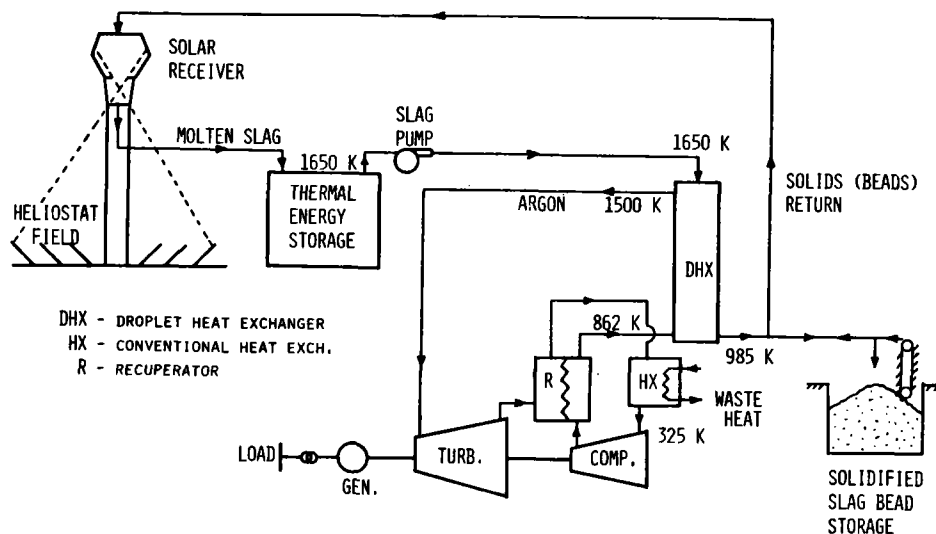 SOLAR
RECEIVER
MOLTEN SLAG
SLAG
PUMP
1650 K
1650 K
THERMAL
ENERGY
STORAGE
HELIOSTAT
FIELD
ARGON
1500 K
SOLIDS (BEADS)
RETURN
DHX
DHX - DROPLET HEAT EXCHANGER
HX - CONVENTIONAL HEAT EXCH.
R - RECUPERATOR
862 K
985 K
R
HX
WASTE
HEAT
325 K
LOAD
GEN.
TURB.
COMP.
SOLIDIFIED
SLAG BEAD
STORAGE